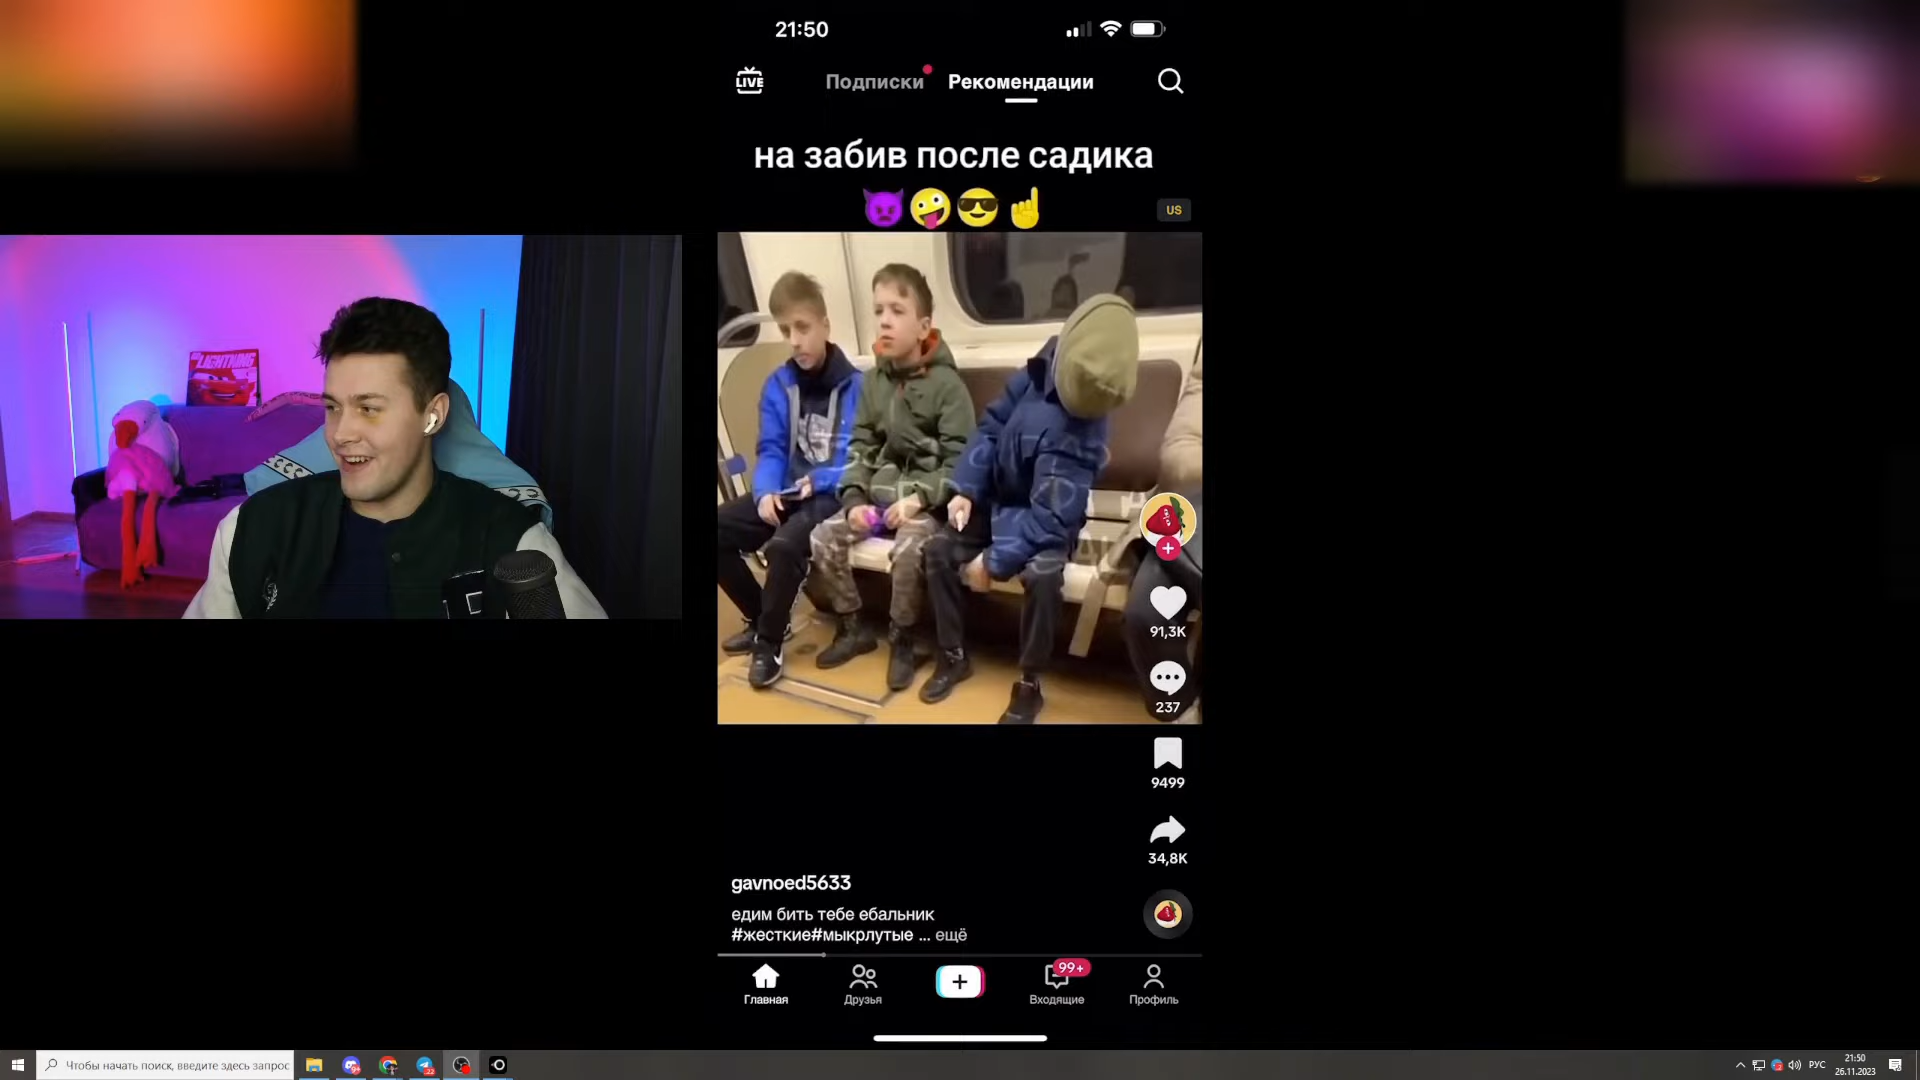 21:50
LIVE
Подписки
Рекомендации
на забив после садика
US
LIGHTNING
91,3K
237
9499
34,8K
gavnoed5633
едим бить тебе ебальник
#жесткие#мыкрлутые ... ещё
Главная
Друзья
99+
Входящие
Профиль
Чтобы начать поиск, введите здесь запрос
РУС
21:50
26.11.2023